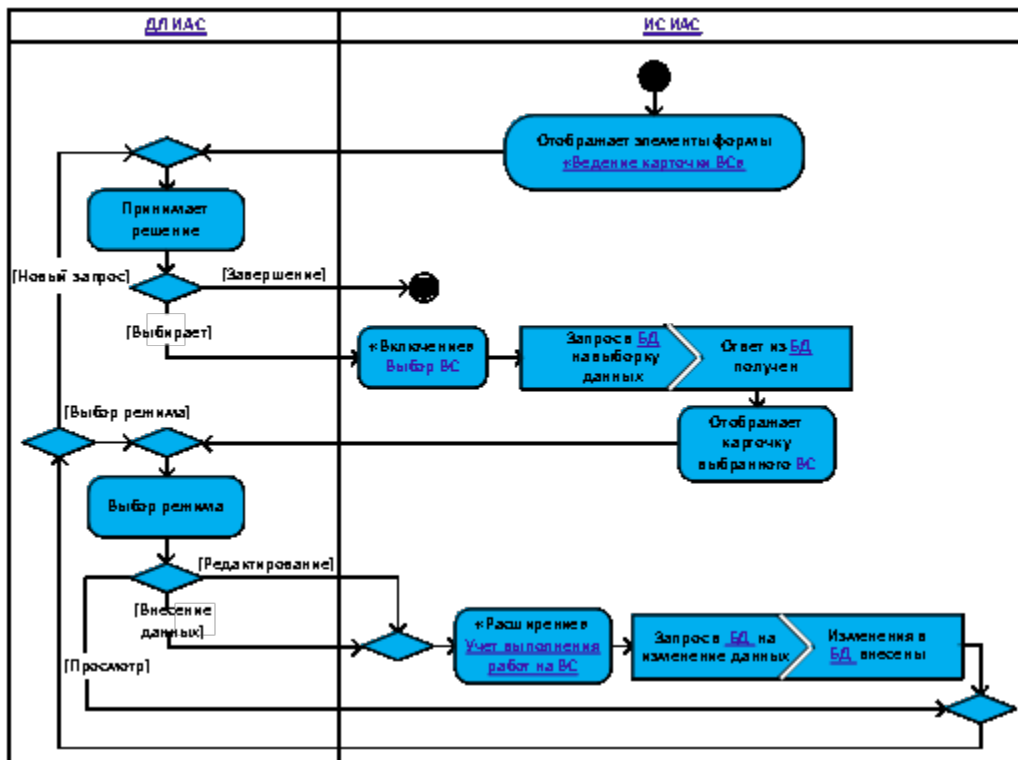 ДЛ ИАС
ИС ИАС
Отображает элементы формы
«Ведение карточки ВС»
Принимает
решение
[Новый запрос]
[Завершение]
[Выбирает]
«Включение»
Выбор ВС
Запрос в БД
на выборку
данных
Ответ из БД
получен
[Выбор режима]
Отображает
карточку
выбранного ВС
Выбор режима
[Редактирование]
[Внесение
данных]
[Просмотр]
«Расширение»
Учет выполнения
работ на ВС
Запрос в БД на
изменение данных
Изменения в
БД внесены